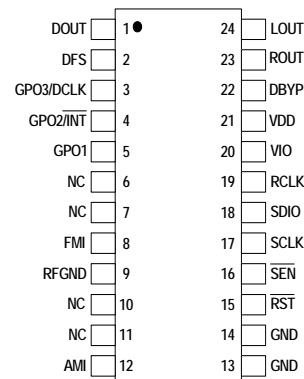 DOUT 1 24 LOUT
DFS 2 23 ROUT
GPO3/DCLK 3 22 DBYP
GPO2/INT 4 21 VDD
GPO1 5 20 VIO
NC 6 19 RCLK
NC 7 18 SDIO
FMI 8 17 SCLK
RFGND 9 16 SEN
NC 10 15 RST
NC 11 14 GND
AMI 12 13 GND